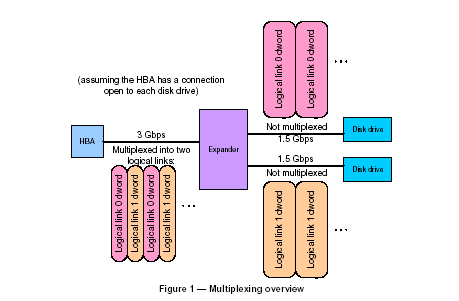 Logical link 0 dword
Logical link 0 dword
...
(assuming the HBA has a connection
open to each disk drive)
HBA
3 Gbps
Multiplexed into two
logical links:
Expander
Not multiplexed
1.5 Gbps
Disk drive
1.5 Gbps
Not multiplexed
Disk drive
Logical link 0 dword
Logical link 1 dword
Logical link 0 dword
Logical link 1 dword
...
Logical link 1 dword
Logical link 1 dword
...
Figure 1 — Multiplexing overview